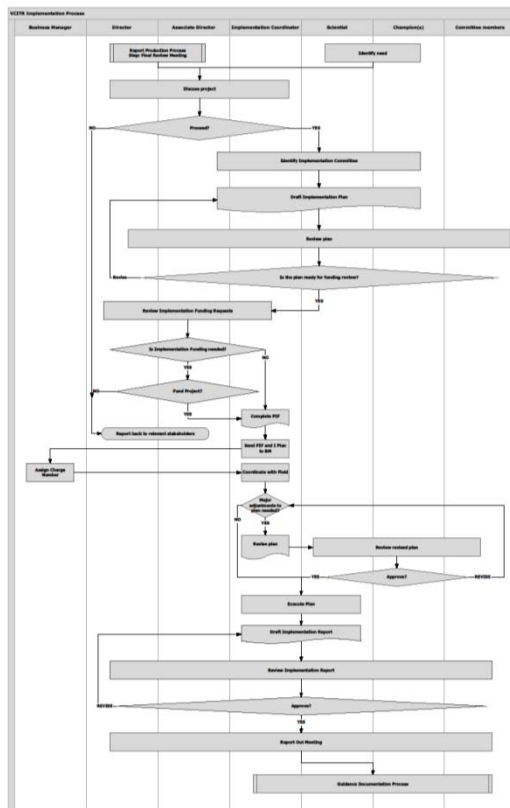 VCITR Implementation Process
Business Manager
Director
Associate Director
Implementation Coordinator
Scientist
Champion(s)
Committee members
Report Production Process
Step: Final Review Meeting
Identify need
Discuss project
NO
Proceed?
YES
Identify Implementation Committee
Draft Implementation Plan
Review plan
Revise
Is the plan ready for funding review?
YES
Review Implementation Funding Requests
Is Implementation Funding needed?
NO
YES
NO
Fund Project?
YES
Complete PSF
Report back to relevant stakeholders
Send PSF and I Plan
to BM
Assign Charge
Number
Coordinate with Field
Major
adjustments to
plan needed?
NO
YES
Revise plan
Review revised plan
YES
Approve?
REVISE
Execute Plan
Draft Implementation Report
Review Implementation Report
REVISE
Approve?
YES
Report Out Meeting
Guidance Documentation Process